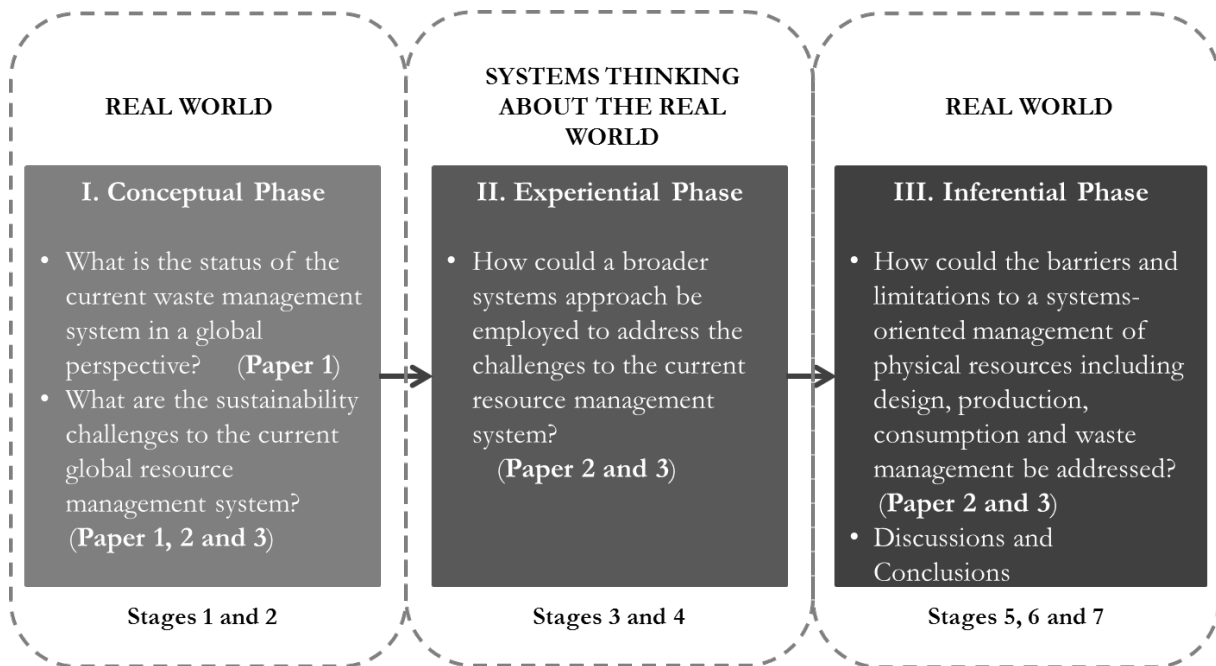 REAL WORLD
I. Conceptual Phase
• What is the status of the
current waste management
system in a global
perspective? (Paper 1)
• What are the sustainability
challenges to the current
global resource
management system?
(Paper 1, 2 and 3)
Stages 1 and 2
SYSTEMS THINKING
ABOUT THE REAL
WORLD
II. Experiential Phase
• How could a broader
systems approach be
employed to address the
challenges to the current
resource management
system?
(Paper 2 and 3)
Stages 3 and 4
REAL WORLD
III. Inferential Phase
• How could the barriers and
limitations to a systems-
oriented management of
physical resources including
design, production,
consumption and waste
management be addressed?
(Paper 2 and 3)
• Discussions and
Conclusions
Stages 5, 6 and 7